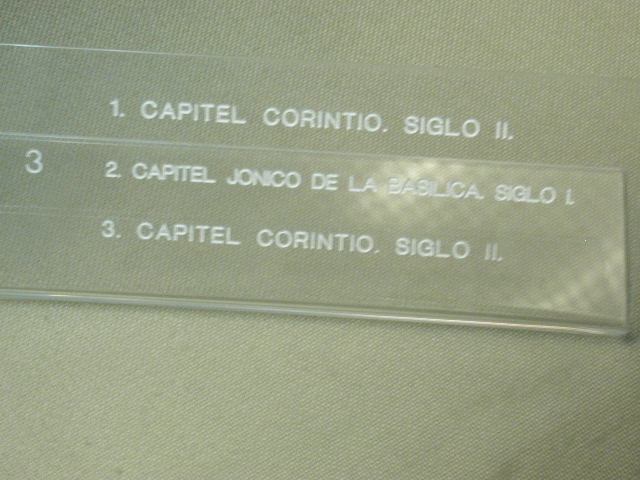 1. CAPITEL CORINTIO. SIGLO II.
3
2. CAPITEL JONICO DE LA BASILICA. SIGLO I.
3. CAPITEL CORINTIO. SIGLO II.